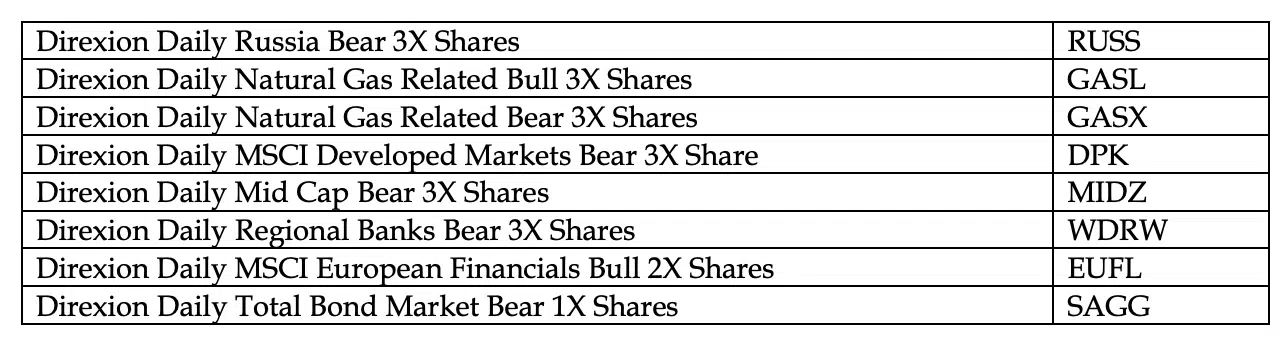 Direxion Daily Russia Bear 3X Shares RUSS
Direxion Daily Natural Gas Related Bull 3X Shares GASL
Direxion Daily Natural Gas Related Bear 3X Shares GASX
Direxion Daily MSCI Developed Markets Bear 3X Share DPK
Direxion Daily Mid Cap Bear 3X Shares MIDZ
Direxion Daily Regional Banks Bear 3X Shares WDRW
Direxion Daily MSCI European Financials Bull 2X Shares EUFL
Direxion Daily Total Bond Market Bear 1X Shares SAGG